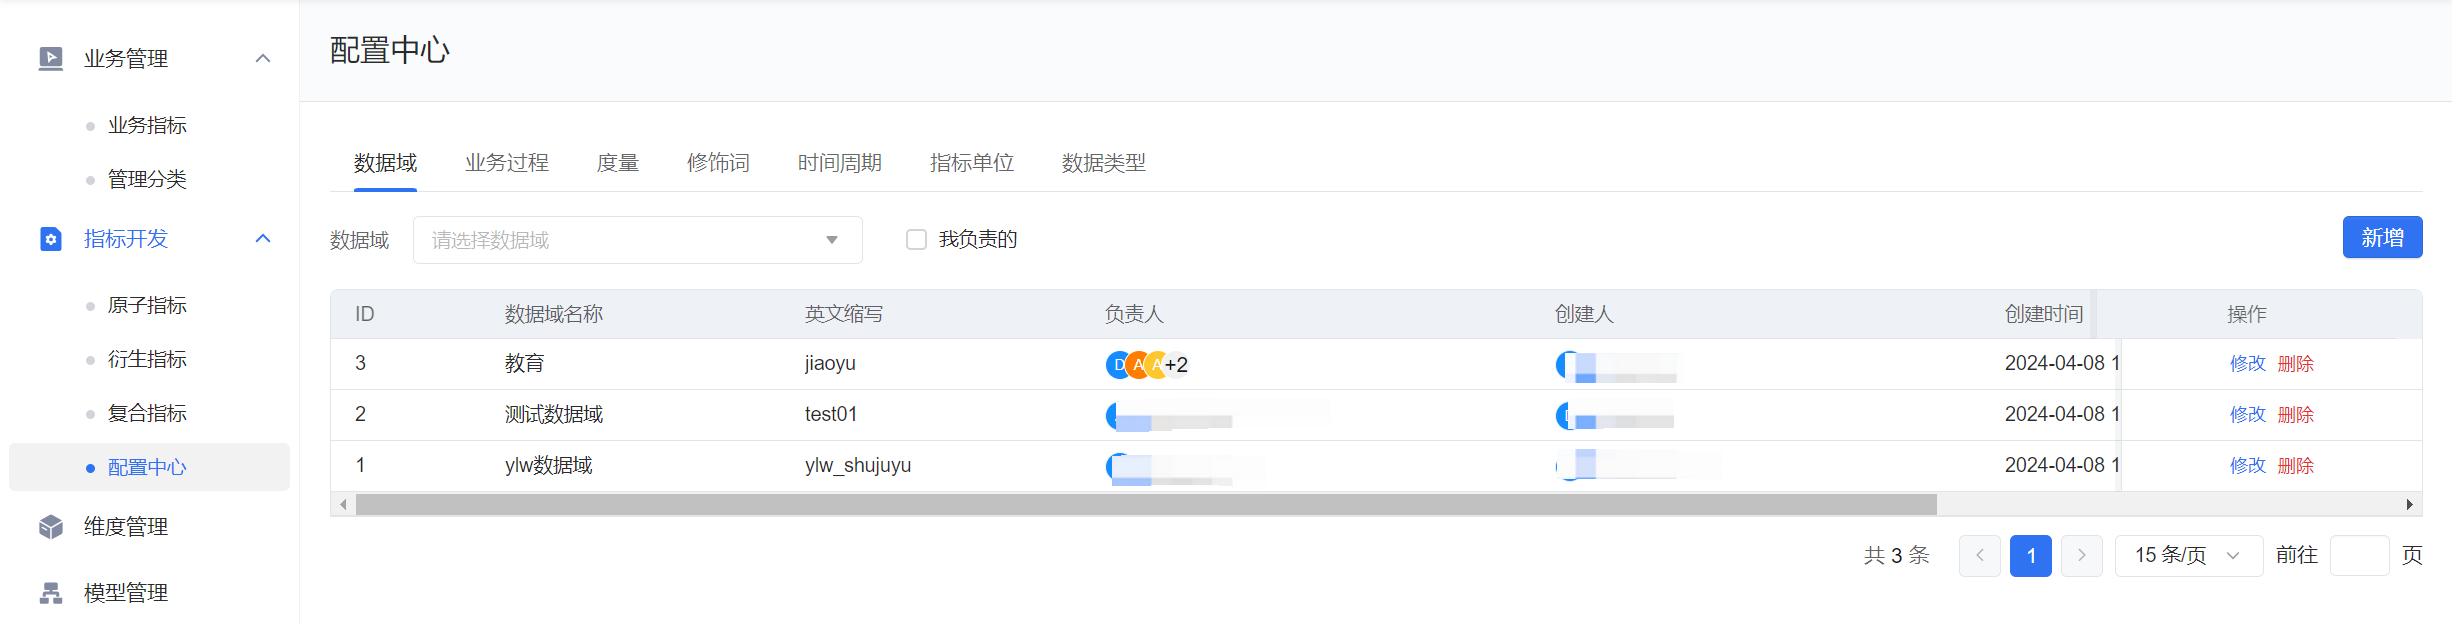 业务管理
业务指标
管理分类
指标开发
原子指标
衍生指标
复合指标
配置中心
维度管理
模型管理
配置中心
数据域 业务过程 度量 修饰词 时间周期 指标单位 数据类型
数据域 请选择数据域 我负责的 新增
ID 数据域名称 英文缩写 负责人 创建人 创建时间 操作
3 教育 jiaoyu D A A +2 2024-04-08 1 修改 删除
2 测试数据域 test01 2024-04-08 1 修改 删除
1 ylw数据域 ylw_shujuyu 2024-04-08 1 修改 删除
共 3 条 1 15 条/页 前往 页